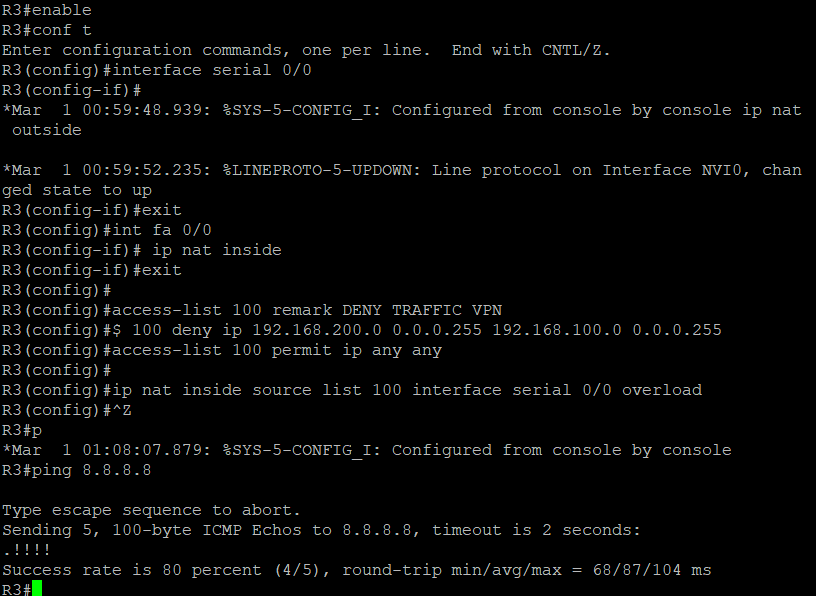 R3#enable
R3#conf t
Enter configuration commands, one per line.  End with CNTL/Z.
R3(config)#interface serial 0/0
R3(config-if)#
*Mar  1 00:59:48.939: %SYS-5-CONFIG_I: Configured from console by console ip nat
 outside

*Mar  1 00:59:52.235: %LINEPROTO-5-UPDOWN: Line protocol on Interface NVI0, chan
ged state to up
R3(config-if)#exit
R3(config)#int fa 0/0
R3(config-if)# ip nat inside
R3(config-if)#exit
R3(config)#
R3(config)#access-list 100 remark DENY TRAFFIC VPN
R3(config)#$ 100 deny ip 192.168.200.0 0.0.0.255 192.168.100.0 0.0.0.255
R3(config)#access-list 100 permit ip any any
R3(config)#
R3(config)#ip nat inside source list 100 interface serial 0/0 overload
R3(config)#^Z
R3#p
*Mar  1 01:08:07.879: %SYS-5-CONFIG_I: Configured from console by console
R3#ping 8.8.8.8

Type escape sequence to abort.
Sending 5, 100-byte ICMP Echos to 8.8.8.8, timeout is 2 seconds:
.!!!!
Success rate is 80 percent (4/5), round-trip min/avg/max = 68/87/104 ms
R3#